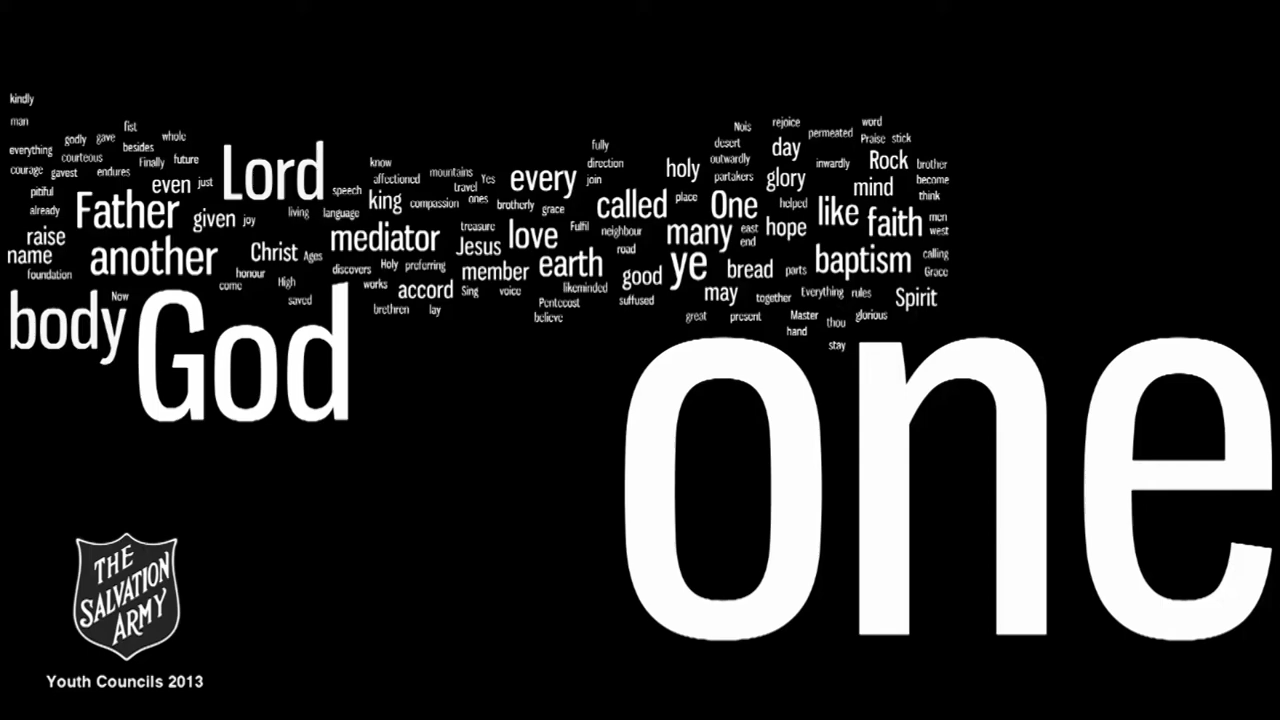 kindly
man
everything godly gave fist besides whole
courage courteous gavest endures Finally future
pitiful even just Lord speech
already Father given joy living language
raise another Christ Ages
name foundation honour come High saved
body Now God
know affectioned mountains Yes every
king compassion travel ones brotherly grace
mediator treasure Jesus love Fulfil
discovers Holy preferring member earth
works accord Sing voice likeminded
brethren lay Pentecost believe
fully direction join holy
called place One
neighbour many east end
road good ye bread parts
suffused may together
great present Master hand
Nois rejoice permeated word Praise stick
desert day outwardly inwardly Rock brother
partakers glory mind become think
helped hope like faith men west
baptism calling Grace
Everything rules Spirit
thou glorious stay
one
THE
SALVATION
ARMY
Youth Councils 2013